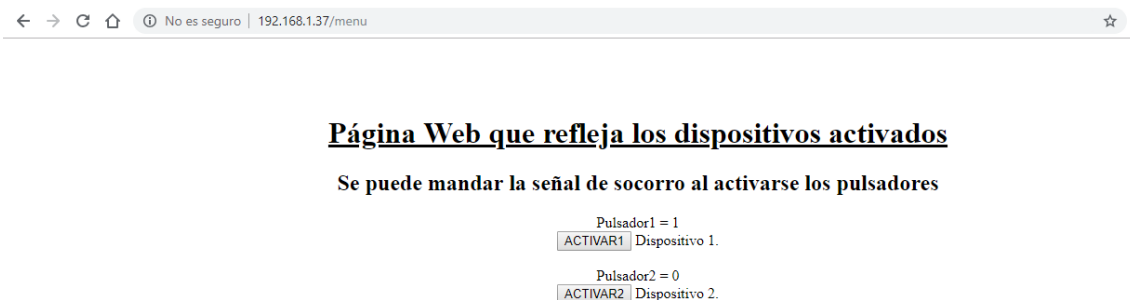 No es seguro | 192.168.1.37/menu
Página Web que refleja los dispositivos activados
Se puede mandar la señal de socorro al activarse los pulsadores
Pulsador1 = 1
ACTIVAR1 Dispositivo 1.
Pulsador2 = 0
ACTIVAR2 Dispositivo 2.